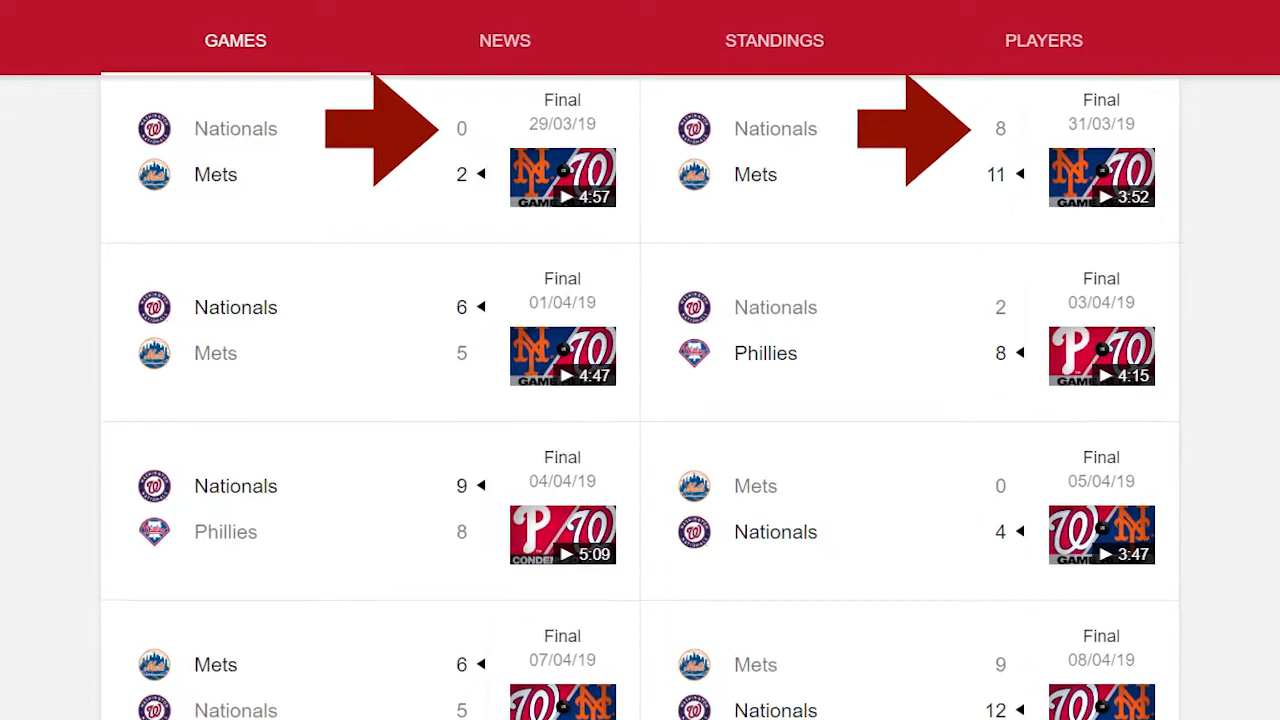 GAMES
NEWS
STANDINGS
PLAYERS
Nationals 0
Mets 2
Final
29/03/19
4:57
Nationals 8
Mets 11
Final
31/03/19
3:52
Nationals 6
Mets 5
Final
01/04/19
4:47
Nationals 2
Phillies 8
Final
03/04/19
4:15
Nationals 9
Phillies 8
Final
04/04/19
5:09
Mets 0
Nationals 4
Final
05/04/19
3:47
Mets 6
Nationals 5
Final
07/04/19
Mets 9
Nationals 12
Final
08/04/19